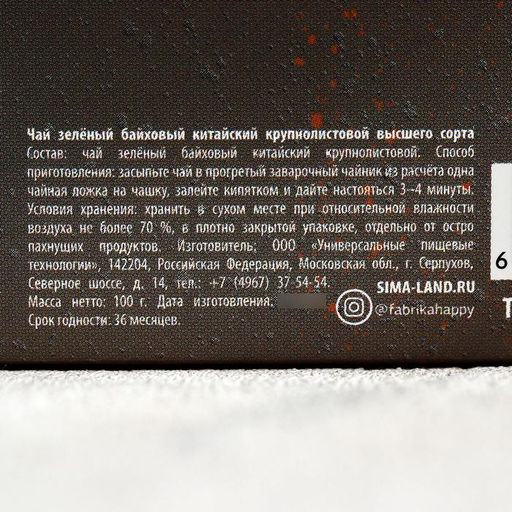 Чай зелёный байховый китайский крупнолистовой высшего сорта
Состав: чай зелёный байховый китайский крупнолистовой. Способ
приготовления: засыпьте чай в прогретый заварочный чайник из расчёта одна
чайная ложка на чашку, залейте кипятком и дайте настояться 3–4 минуты.
Условия хранения: хранить в сухом месте при относительной влажности
воздуха не более 70 %, в плотно закрытой упаковке, отдельно от остро
пахнущих продуктов. Изготовитель: ООО «Универсальные пищевые
технологии», 142204, Российская Федерация, Московская обл., г. Серпухов,
Северное шоссе, д. 14, тел.: +7 (4967) 37-54-54.
Масса нетто: 100 г. Дата изготовления:
Срок годности: 36 месяцев.
SIMA-LAND.RU
@fabrikahappy
6